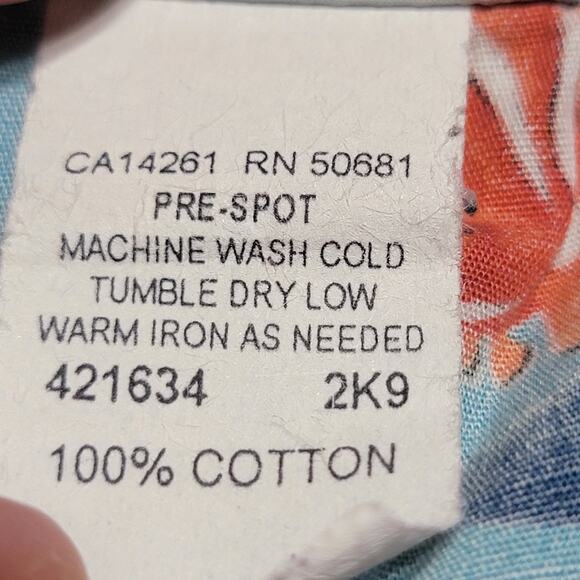 CA14261 RN 50681
PRE-SPOT
MACHINE WASH COLD
TUMBLE DRY LOW
WARM IRON AS NEEDED
421634 2K9
100% COTTON